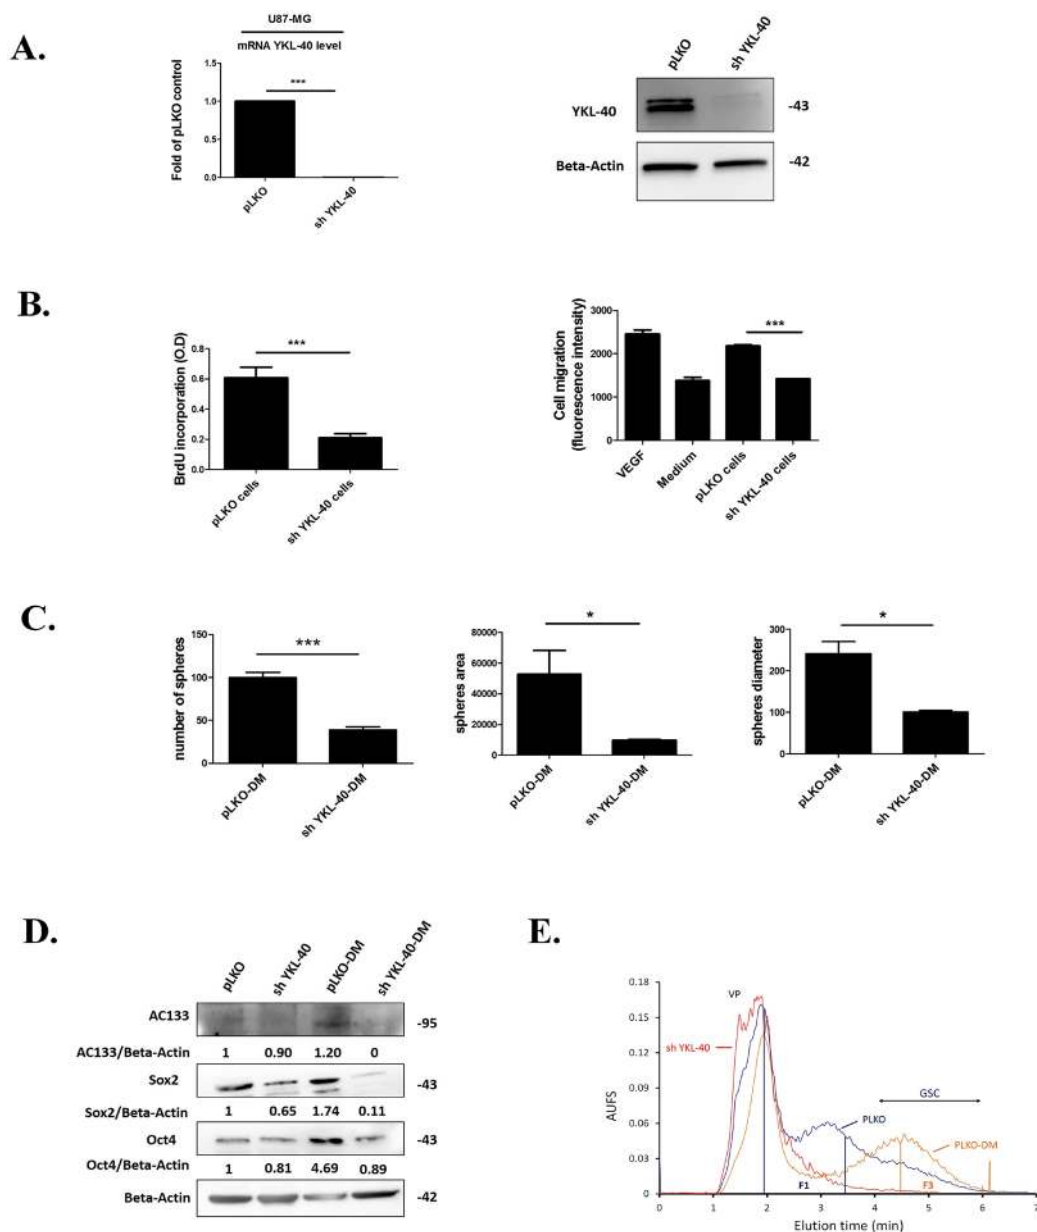 A.
U87-MG
mRNA YKL-40 level
Fold of pLKO control
1.5
1.0
0.5
0.0
***
pLKO
sh YKL-40
pLKO
sh YKL-40
YKL-40
-43
Beta-Actin
-42
B.
BrdU incorporation (O.D)
0.8
0.6
0.4
0.2
0.0
***
pLKO cells
sh YKL-40 cells
Cell migration
(fluorescence intensity)
3000
2000
1000
0
***
VEGF
Medium
pLKO cells
sh YKL-40 cells
C.
number of spheres
150
100
50
0
***
pLKO-DM
sh YKL-40-DM
spheres area
80000
60000
40000
20000
0
*
pLKO-DM
sh YKL-40-DM
spheres diameter
300
200
100
0
*
pLKO-DM
sh YKL-40-DM
D.
pLKO
sh YKL-40
pLKO-DM
sh YKL-40-DM
AC133
-95
AC133/Beta-Actin 1 0.90 1.20 0
Sox2
-43
Sox2/Beta-Actin 1 0.65 1.74 0.11
Oct4
-43
Oct4/Beta-Actin 1 0.81 4.69 0.89
Beta-Actin
-42
E.
AUFS
0.18
0.15
0.12
0.09
0.06
0.03
0
VP
sh YKL-40
GSC
PLKO
PLKO-DM
F1
F3
0 1 2 3 4 5 6 7
Elution time (min)